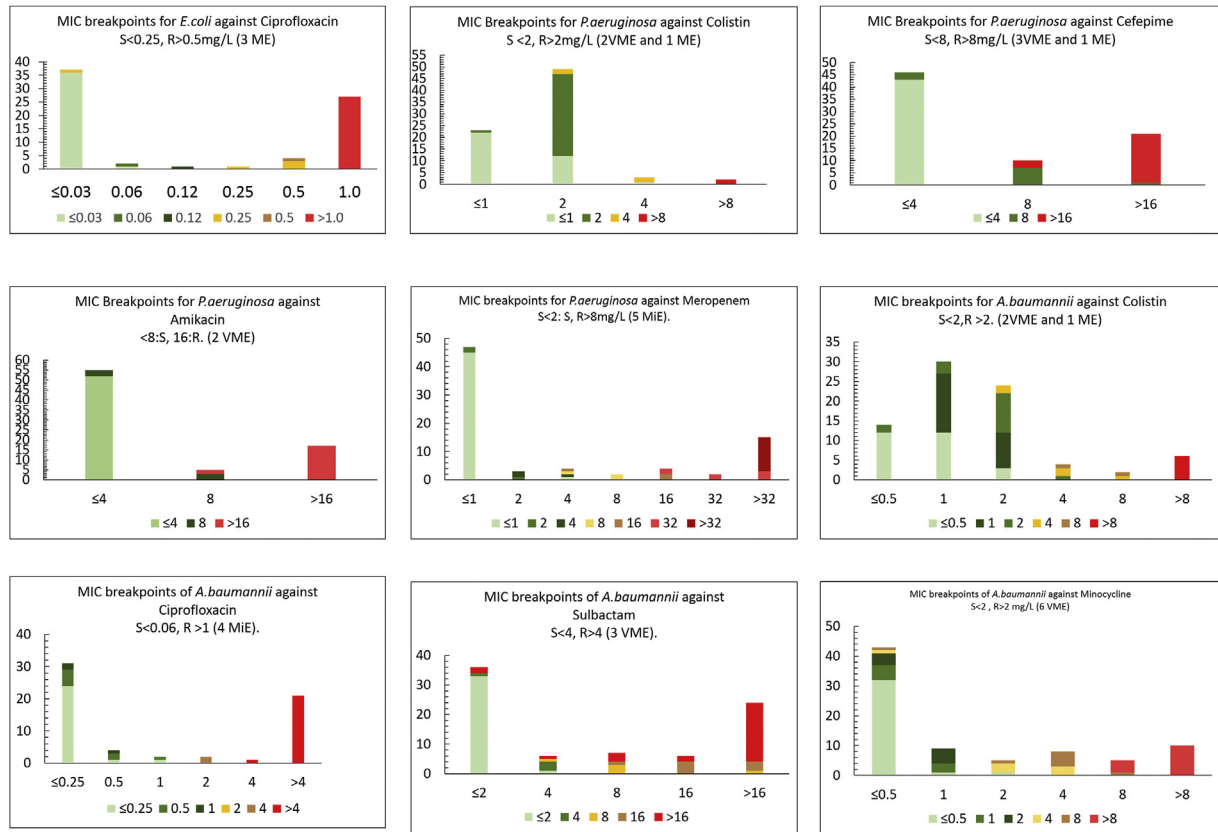 MIC breakpoints for E.coli against Ciprofloxacin
S<0.25, R>0.5mg/L (3 ME)
40
35
30
25
20
15
10
5
0
≤0.03 0.06 0.12 0.25 0.5 1.0
≤0.03 0.06 0.12 0.25 0.5 >1.0
MIC Breakpoints for P.aeruginosa against Colistin
S <2, R>2mg/L (2VME and 1 ME)
55
50
45
40
35
30
25
20
15
10
5
0
≤1 2 4 >8
≤1 2 4 >8
MIC Breakpoints for P.aeruginosa against Cefepime
S<8, R>8mg/L (3VME and 1 ME)
50
40
30
20
10
0
≤4 8 >16
≤4 8 >16
MIC Breakpoints for P.aeruginosa against
Amikacin
<8:S, 16:R. (2 VME)
60
55
50
45
40
35
30
25
20
15
10
5
0
≤4 8 >16
≤4 8 >16
MIC breakpoints for P.aeruginosa against Meropenem
S<2: S, R>8mg/L (5 MiE).
50
40
30
20
10
0
≤1 2 4 8 16 32 >32
≤1 2 4 8 16 32 >32
MIC breakpoints for A.baumannii against Colistin
S<2,R >2. (2VME and 1 ME)
35
30
25
20
15
10
5
0
≤0.5 1 2 4 8 >8
≤0.5 1 2 4 8 >8
MIC breakpoints of A.baumannii against
Ciprofloxacin
S<0.06, R >1 (4 MiE).
40
30
20
10
0
≤0.25 0.5 1 2 4 >4
≤0.25 0.5 1 2 4 >4
MIC breakpoints of A.baumannii against
Sulbactam
S<4, R>4 (3 VME).
40
30
20
10
0
≤2 4 8 16 >16
≤2 4 8 16 >16
MIC breakpoints of A.baumannii against Minocycline
S<2 , R>2 mg/L (6 VME)
50
40
30
20
10
0
≤0.5 1 2 4 8 >8
≤0.5 1 2 4 8 >8